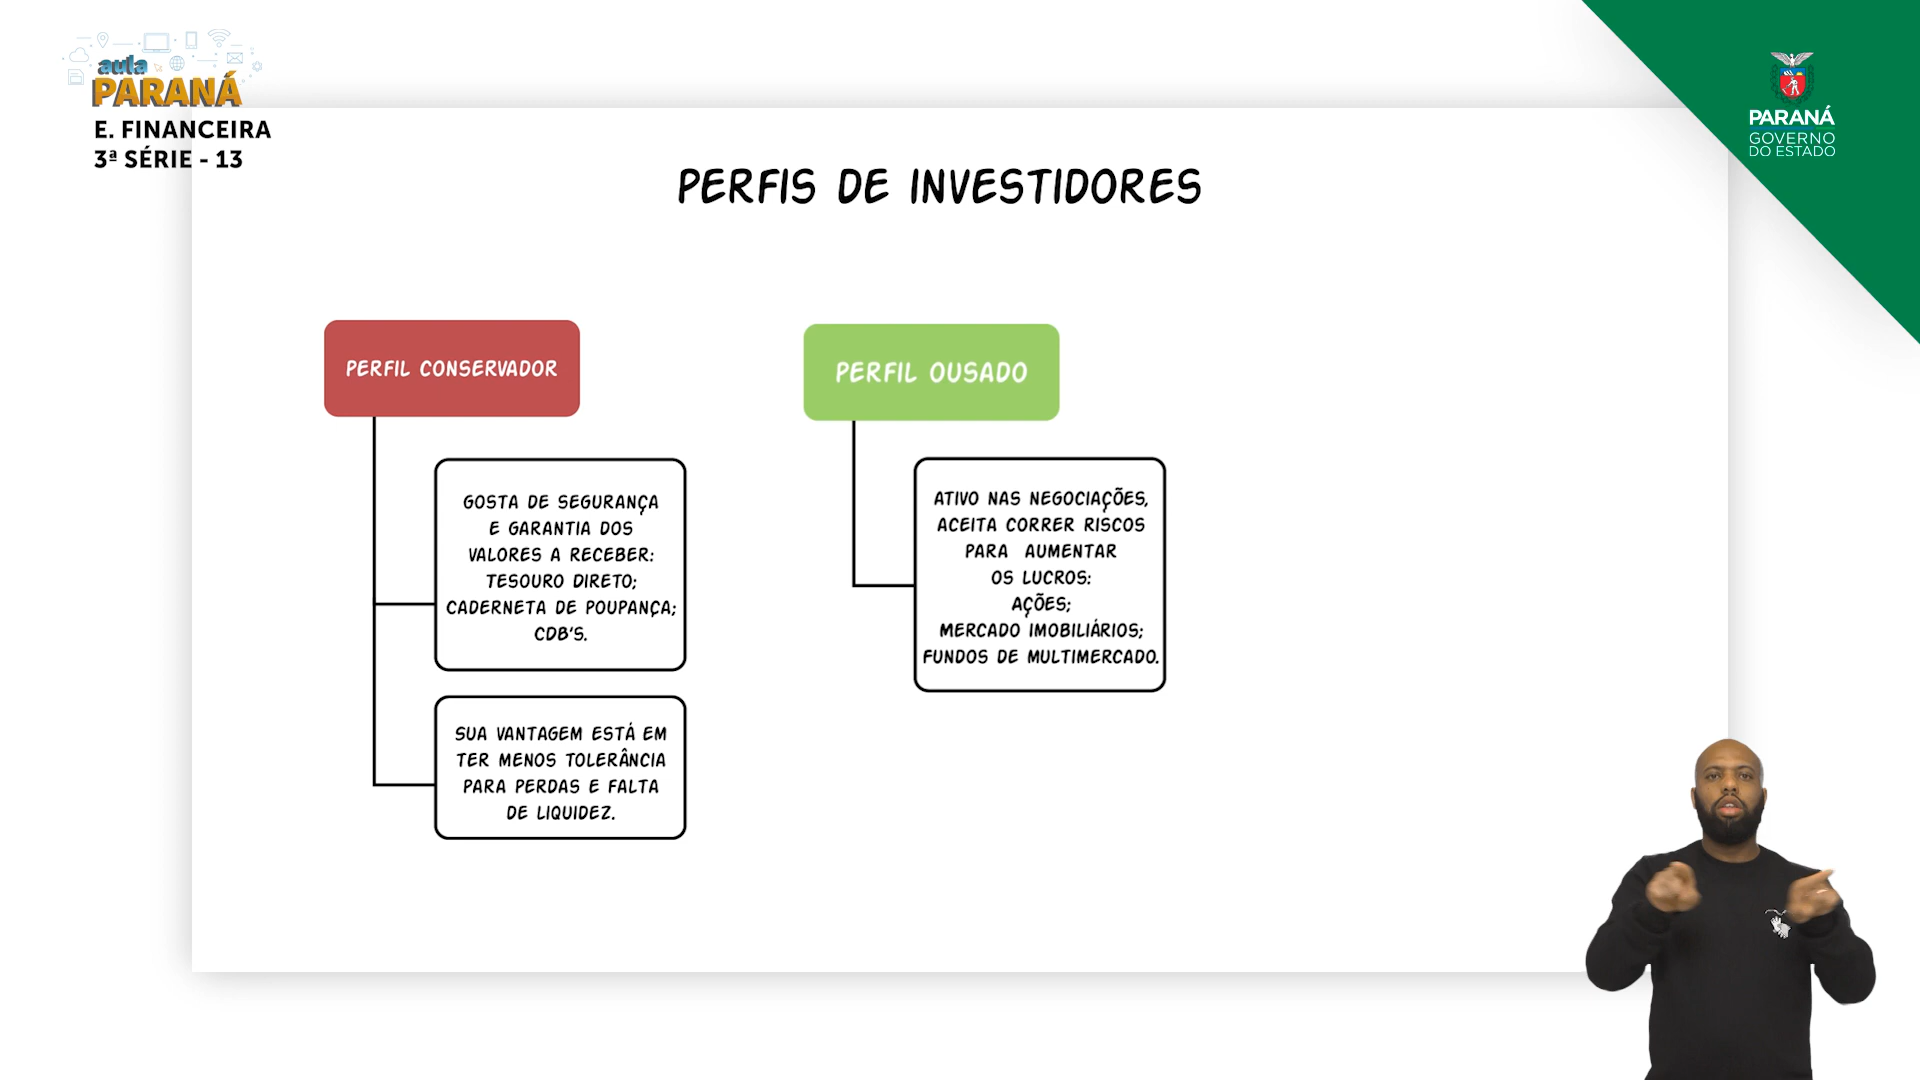 aula
PARANÁ
E. FINANCEIRA
3ª SÉRIE - 13
PARANÁ
GOVERNO
DO ESTADO
PERFIS DE INVESTIDORES
PERFIL CONSERVADOR
GOSTA DE SEGURANÇA
E GARANTIA DOS
VALORES A RECEBER:
TESOURO DIRETO;
CADERNETA DE POUPANÇA;
CDB'S.
SUA VANTAGEM ESTÁ EM
TER MENOS TOLERÂNCIA
PARA PERDAS E FALTA
DE LIQUIDEZ.
PERFIL OUSADO
ATIVO NAS NEGOCIAÇÕES,
ACEITA CORRER RISCOS
PARA AUMENTAR
OS LUCROS:
AÇÕES;
MERCADO IMOBILIÁRIOS;
FUNDOS DE MULTIMERCADO.